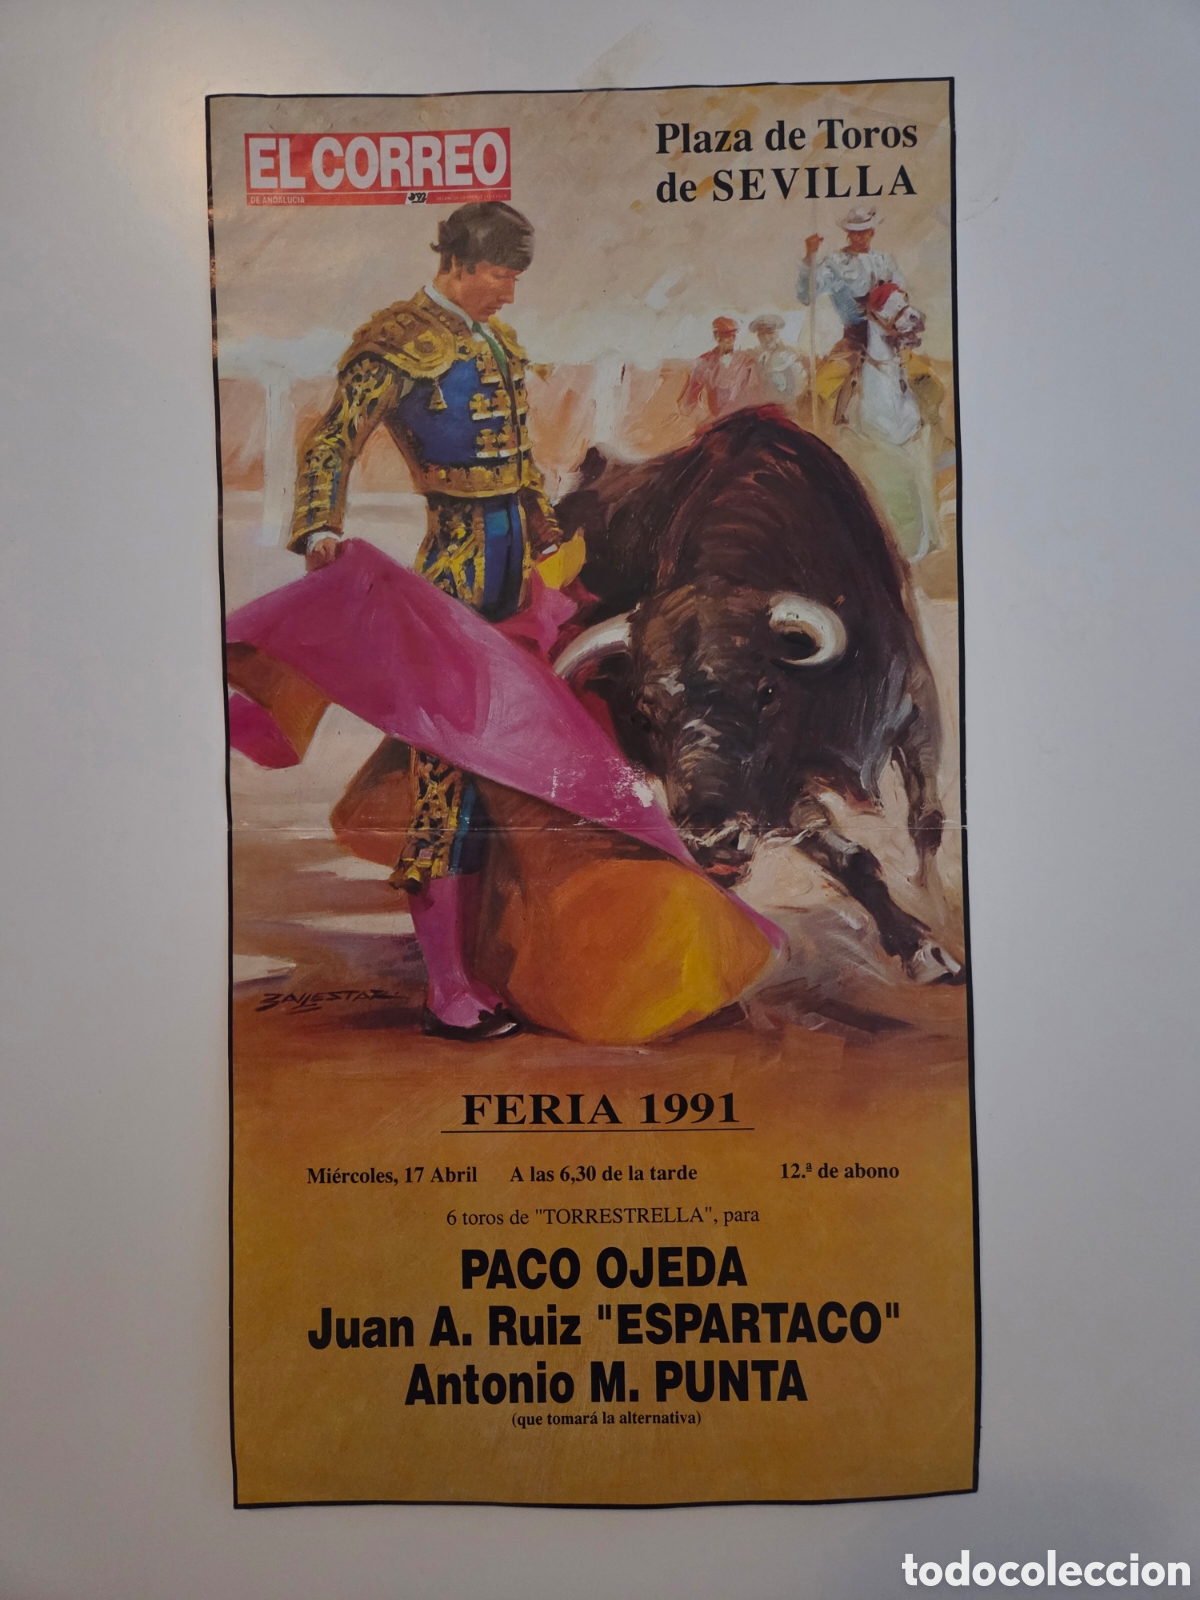 EL CORREO
DE ANDALUCIA
Plaza de Toros
de SEVILLA
BALLESTAR
FERIA 1991
Miércoles, 17 Abril A las 6,30 de la tarde 12.ª de abono
6 toros de "TORRESTRELLA", para
PACO OJEDA
Juan A. Ruiz "ESPARTACO"
Antonio M. PUNTA
(que tomará la alternativa)
todocoleccion